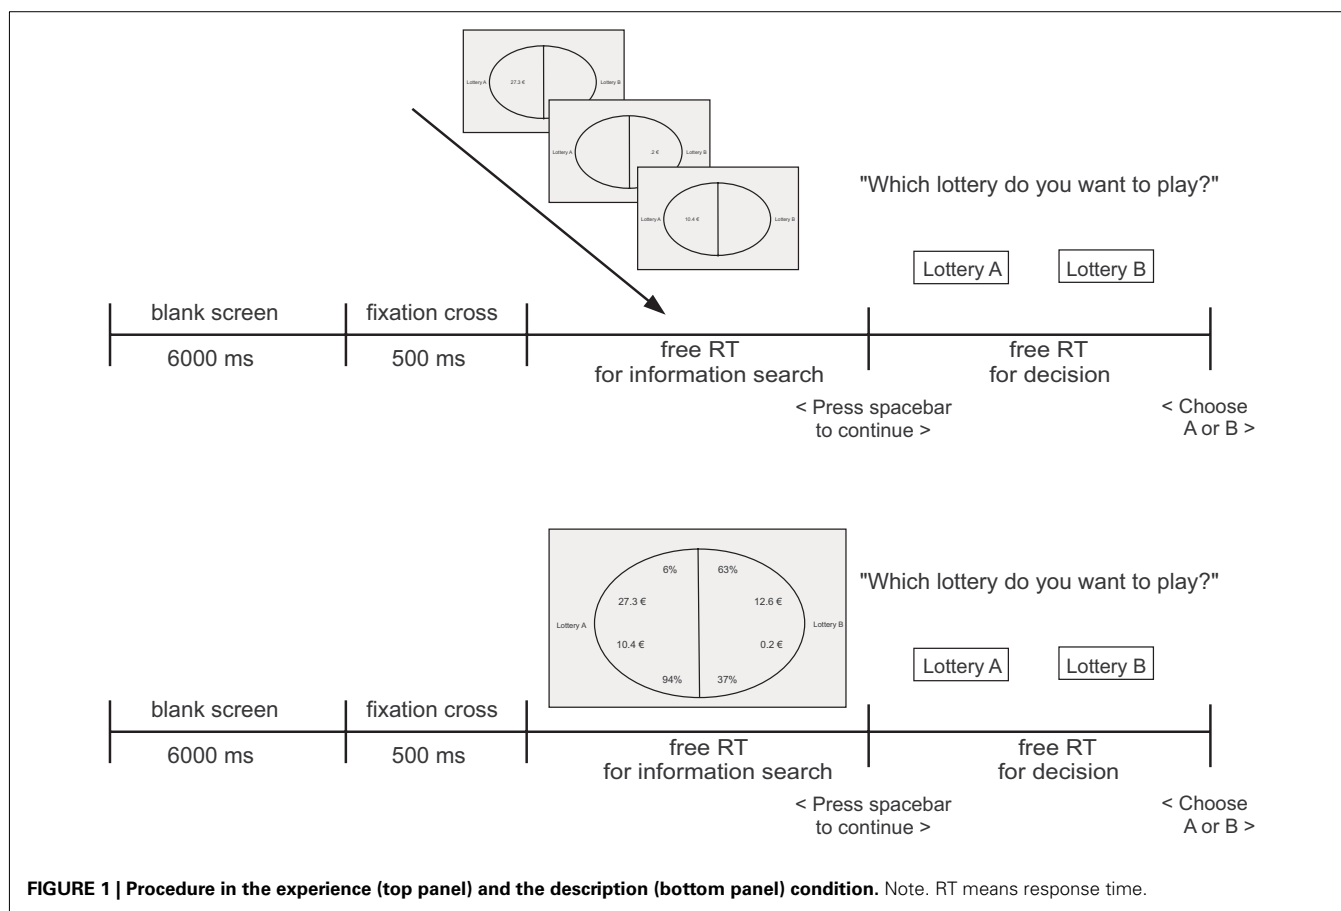 Lottery A
27.3 €
Lottery B
Lottery A
.2 €
Lottery B
Lottery A
10.4 €
Lottery B
"Which lottery do you want to play?"
Lottery A
Lottery B
blank screen
fixation cross
6000 ms
500 ms
free RT
for information search
free RT
for decision
< Press spacebar
to continue >
< Choose
A or B >
6%
63%
27.3 €
12.6 €
Lottery A
Lottery B
10.4 €
0.2 €
94%
37%
"Which lottery do you want to play?"
Lottery A
Lottery B
blank screen
fixation cross
6000 ms
500 ms
free RT
for information search
free RT
for decision
< Press spacebar
to continue >
< Choose
A or B >
FIGURE 1 | Procedure in the experience (top panel) and the description (bottom panel) condition. Note. RT means response time.